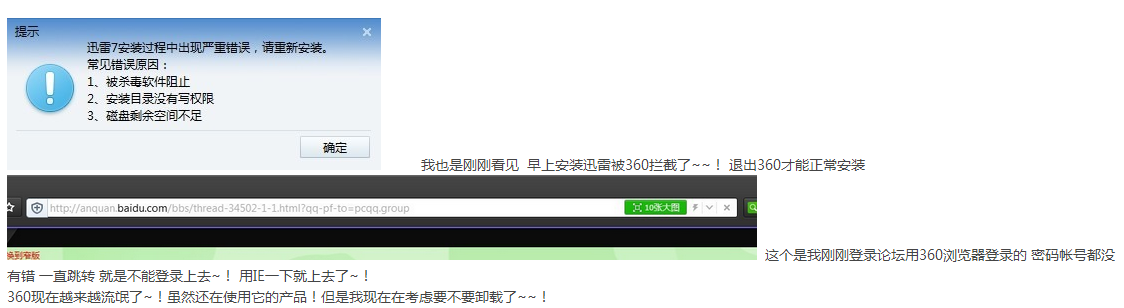 提示
迅雷7安装过程中出现严重错误，请重新安装。
常见错误原因：
1、被杀毒软件阻止
2、安装目录没有写权限
3、磁盘剩余空间不足
确定
我也是刚刚看见 早上安装迅雷被360拦截了~~！ 退出360才能正常安装
http://anquan.baidu.com/bbs/thread-34502-1-1.html?qq-pf-to=pcqq.group
10张大图
换到窄版
这个是我刚刚登录论坛用360浏览器登录的 密码帐号都没
有错 一直跳转 就是不能登录上去~！ 用IE一下就上去了~！
360现在越来越流氓了~！虽然还在使用它的产品！但是我现在在考虑要不要卸载了~~！